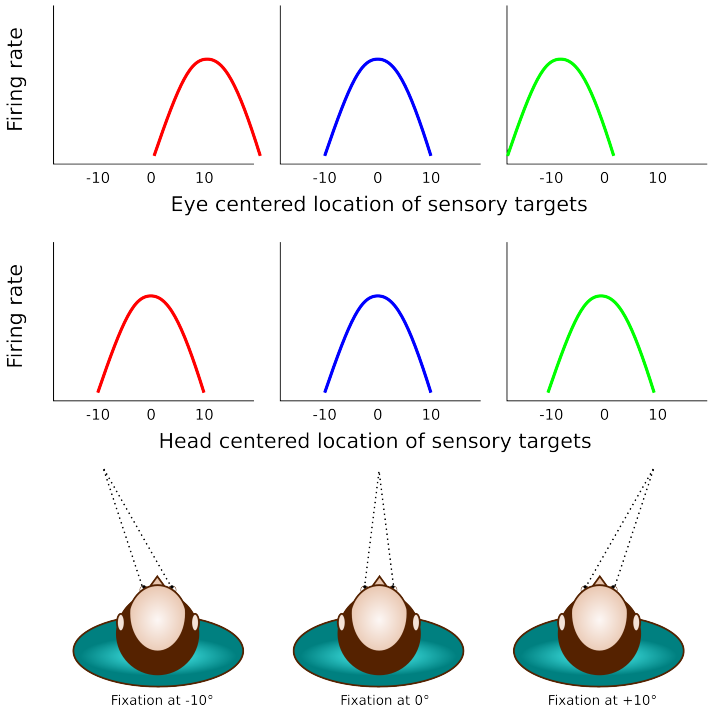 Firing rate
-10 0 10 -10 0 10 -10 0 10
Eye centered location of sensory targets
Firing rate
-10 0 10 -10 0 10 -10 0 10
Head centered location of sensory targets
Fixation at -10° Fixation at 0° Fixation at +10°